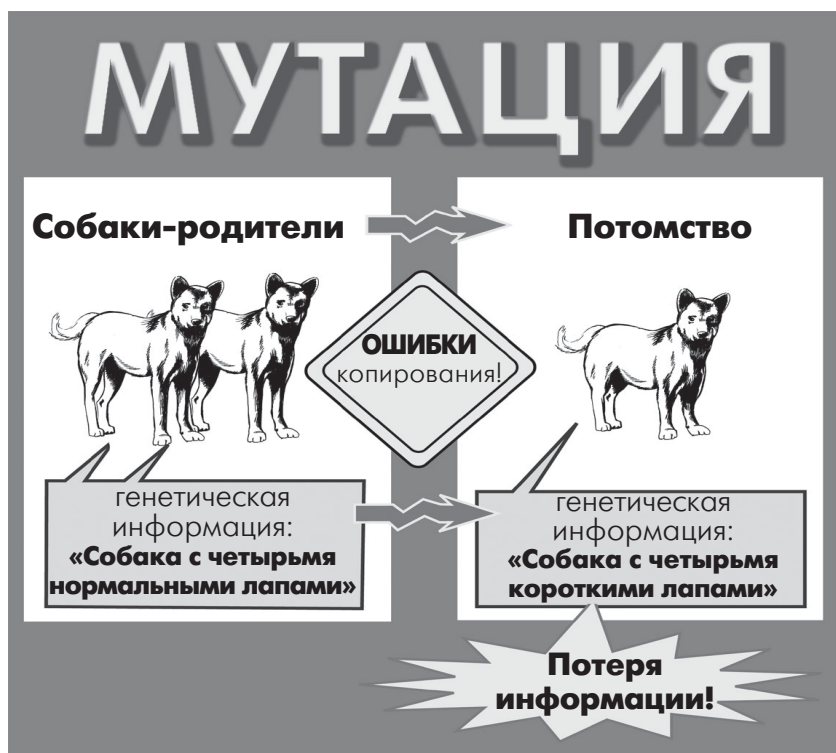 МУТАЦИЯ
Собаки-родители
Потомство
ОШИБКИ
копирования!
генетическая
информация:
«Собака с четырьмя
нормальными лапами»
генетическая
информация:
«Собака с четырьмя
короткими лапами»
Потеря
информации!